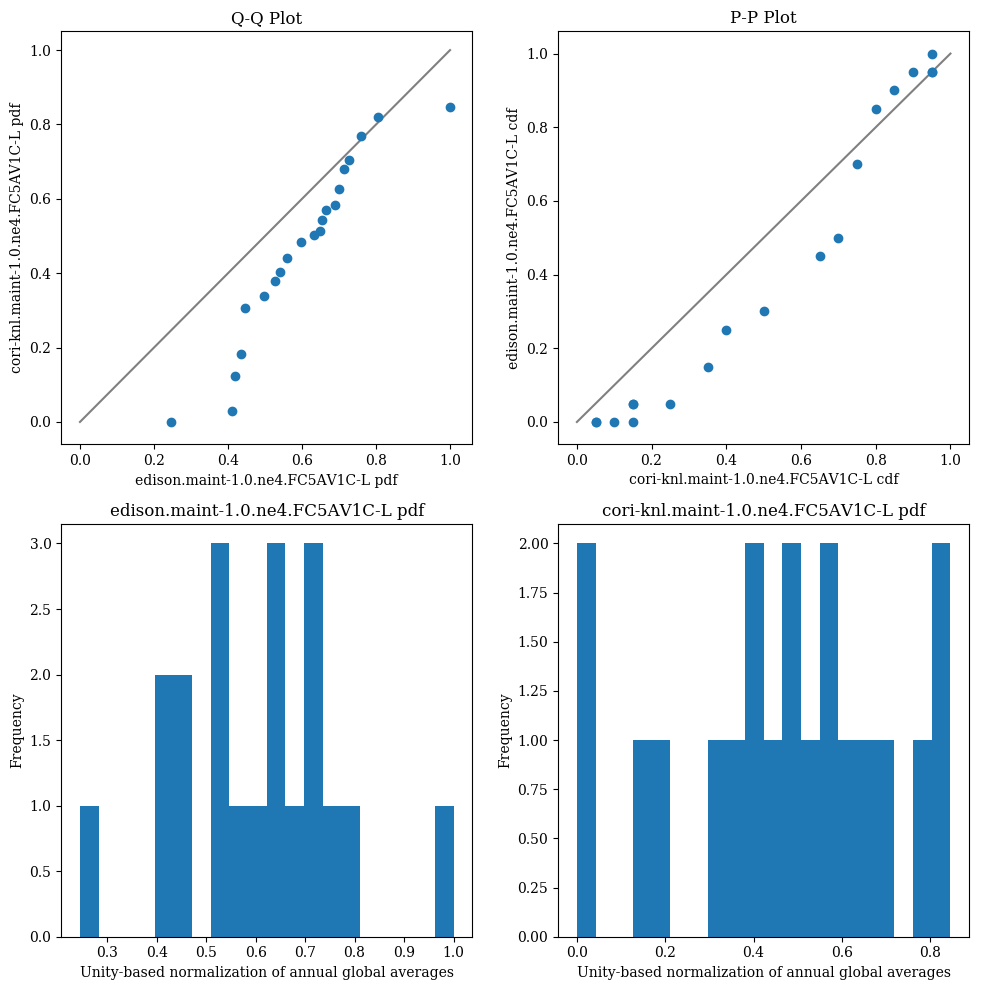 Q-Q Plot
1.0
0.8
0.6
0.4
0.2
0.0
0.0 0.2 0.4 0.6 0.8 1.0
edison.maint-1.0.ne4.FC5AV1C-L pdf
cori-knl.maint-1.0.ne4.FC5AV1C-L pdf
P-P Plot
1.0
0.8
0.6
0.4
0.2
0.0
0.0 0.2 0.4 0.6 0.8 1.0
cori-knl.maint-1.0.ne4.FC5AV1C-L cdf
edison.maint-1.0.ne4.FC5AV1C-L cdf
edison.maint-1.0.ne4.FC5AV1C-L pdf
3.0
2.5
2.0
1.5
1.0
0.5
0.0
0.3 0.4 0.5 0.6 0.7 0.8 0.9 1.0
Unity-based normalization of annual global averages
Frequency
cori-knl.maint-1.0.ne4.FC5AV1C-L pdf
2.00
1.75
1.50
1.25
1.00
0.75
0.50
0.25
0.00
0.0 0.2 0.4 0.6 0.8
Unity-based normalization of annual global averages
Frequency